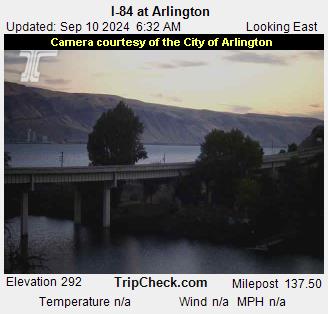 I-84 at Arlington
Updated: Sep 10 2024 6:32 AM Looking East
Camera courtesy of the City of Arlington
Elevation 292 TripCheck.com Milepost 137.50
Temperature n/a Wind n/a MPH n/a